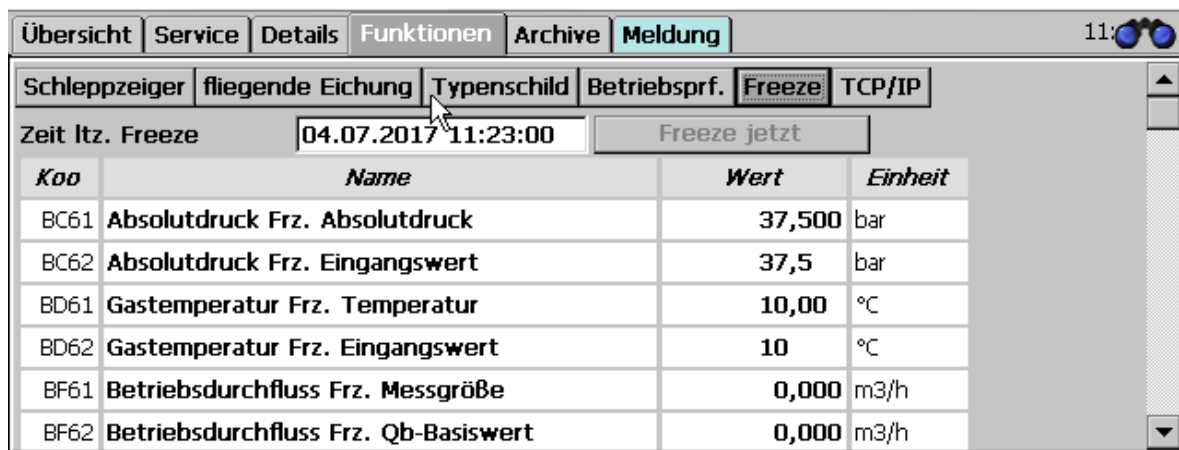 Übersicht Service Details Funktionen Archive Meldung 11:
Schleppzeiger fliegende Eichung Typenschild Betriebsprf. Freeze TCP/IP
Zeit ltz. Freeze 04.07.2017 11:23:00 Freeze jetzt
Koo Name Wert Einheit
BC61 Absolutdruck Frz. Absolutdruck 37,500 bar
BC62 Absolutdruck Frz. Eingangswert 37,5 bar
BD61 Gastemperatur Frz. Temperatur 10,00 °C
BD62 Gastemperatur Frz. Eingangswert 10 °C
BF61 Betriebsdurchfluss Frz. Messgröße 0,000 m3/h
BF62 Betriebsdurchfluss Frz. Qb-Basiswert 0,000 m3/h